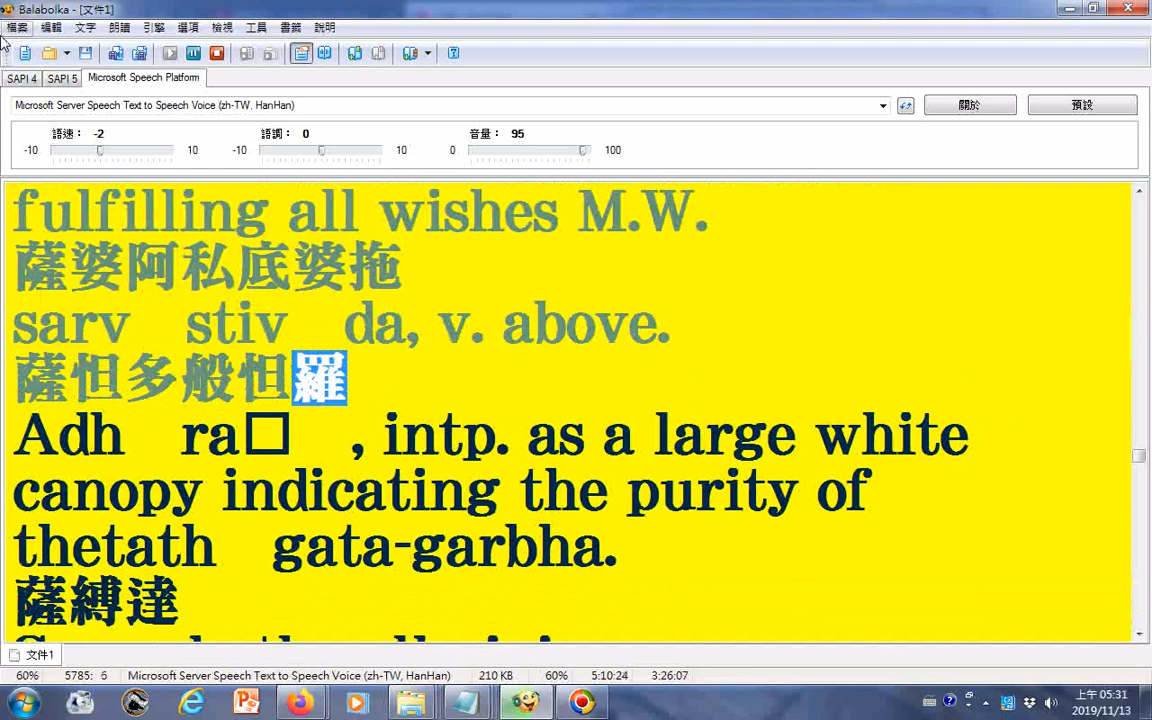 Balabolka - [文件1]
檔案 編輯 文字 朗讀 引擎 選項 檢視 工具 書籤 說明
SAPI 4 SAPI 5 Microsoft Speech Platform
Microsoft Server Speech Text to Speech Voice (zh-TW, HanHan) 關於 預設
語速： -2 語調： 0 音量： 95
-10 10 -10 10 0 100
fulfilling all wishes M.W.
薩婆阿私底婆拖
sarv stiv da, v. above.
薩怛多般怛羅
Adh ra□ , intp. as a large white
canopy indicating the purity of
thetath gata-garbha.
薩縛達
文件1
60% 5785: 6 Microsoft Server Speech Text to Speech Voice (zh-TW, HanHan) 210 KB 60% 5:10:24 3:26:07
上午 05:31
2019/11/13